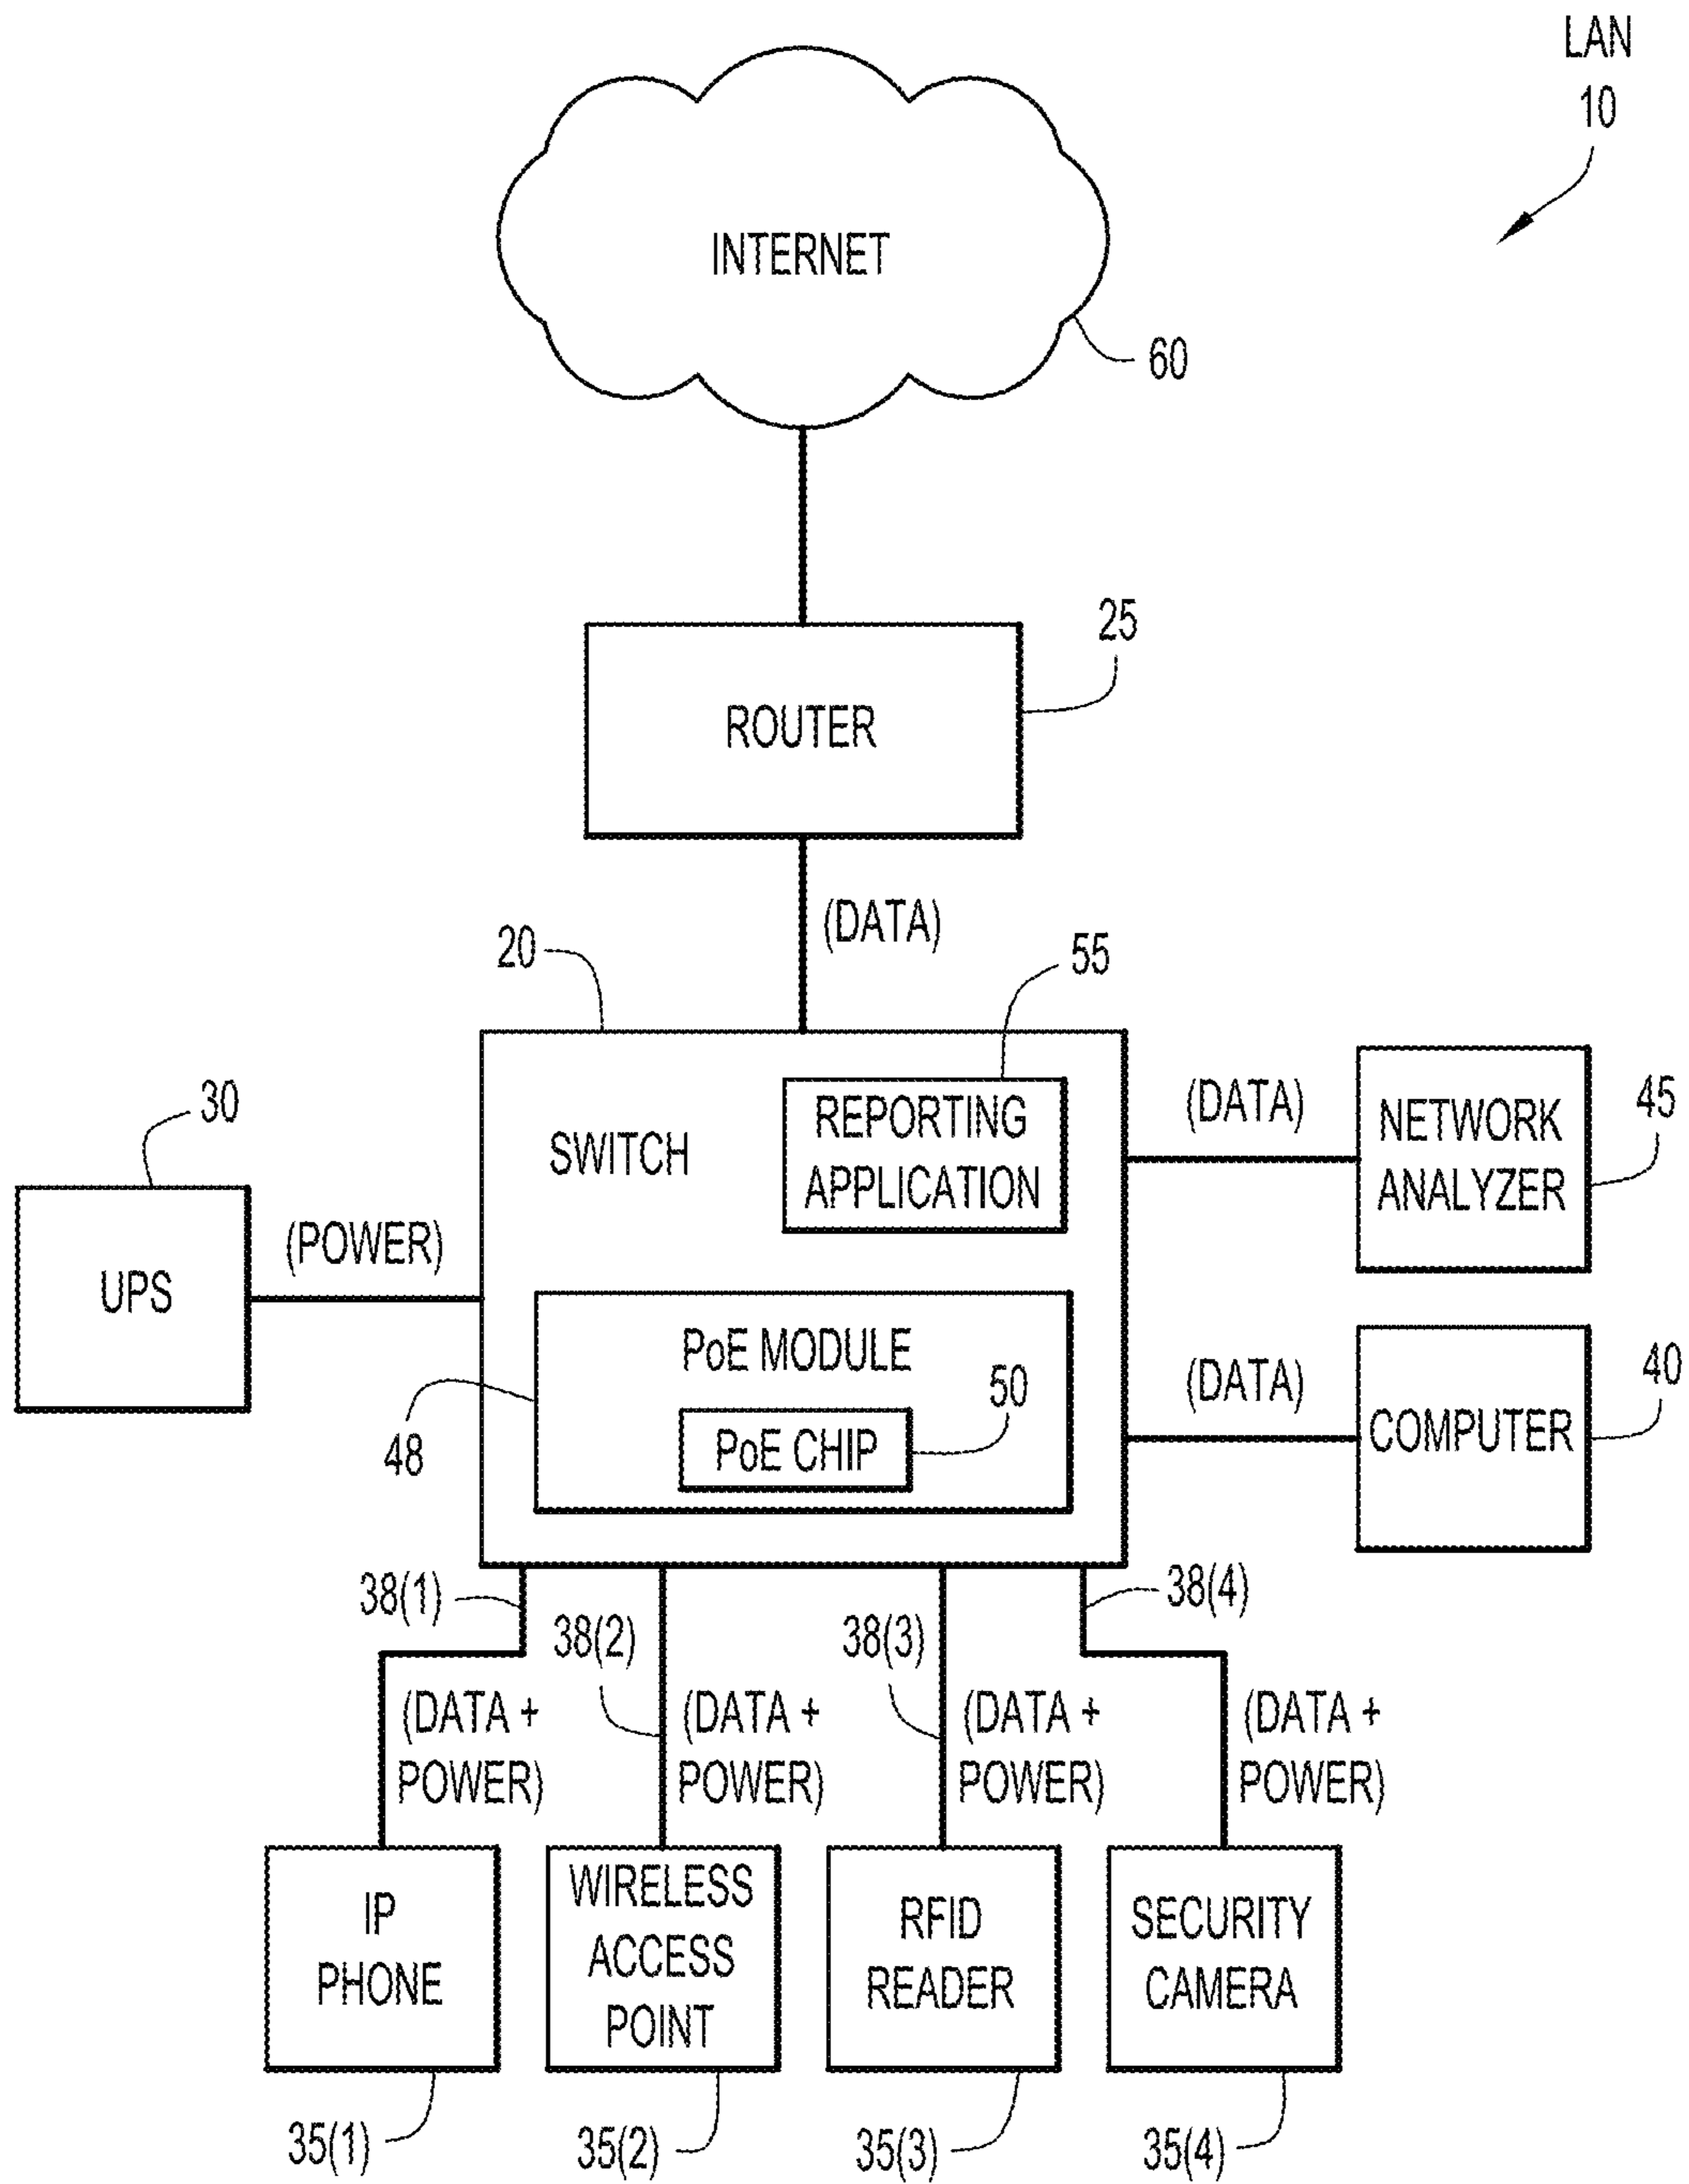 LAN
10
INTERNET
60
25
ROUTER
(DATA)
20
55
30
REPORTING
APPLICATION
SWITCH
(DATA)
NETWORK
ANALYZER
45
UPS
(POWER)
PoE MODULE
50
PoE CHIP
48
(DATA)
COMPUTER
40
38(1)
38(2)
38(3)
38(4)
(DATA +
POWER)
(DATA +
POWER)
(DATA +
POWER)
(DATA +
POWER)
IP
PHONE
WIRELESS
ACCESS
POINT
RFID
READER
SECURITY
CAMERA
35(1)
35(2)
35(3)
35(4)